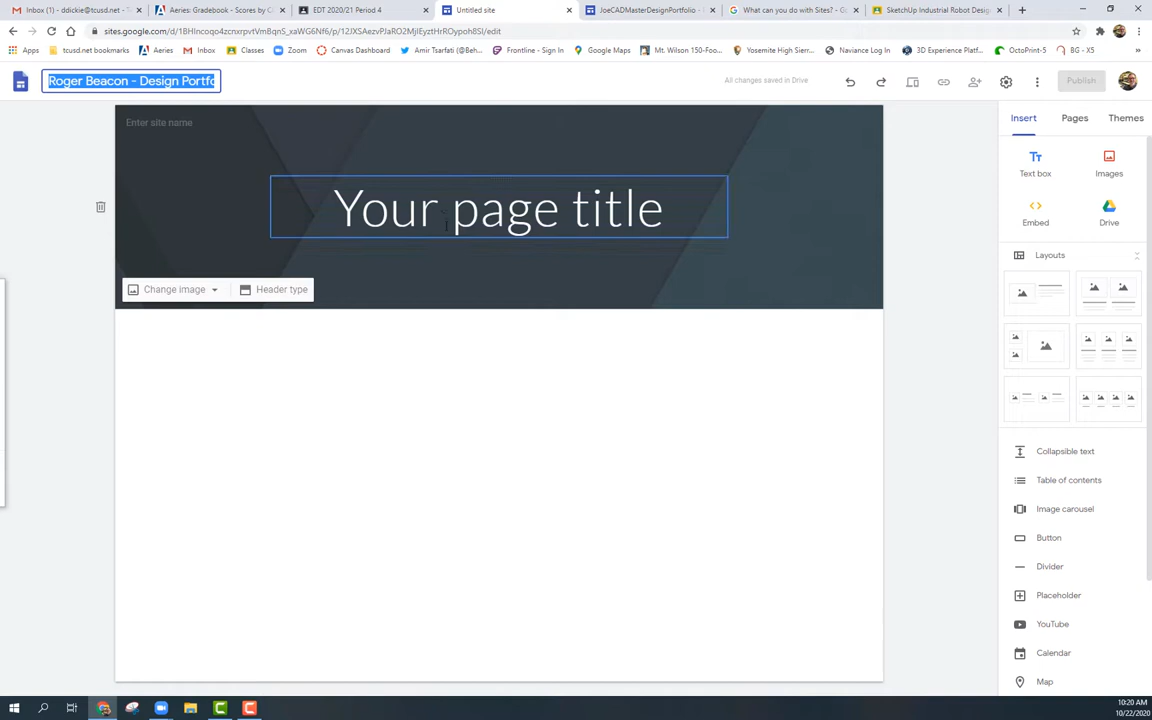 Inbox (1) - ddickie@tcusd.net -
Aeries: Gradebook - Scores by C
EDT 2020/21 Period 4
Untitled site
JoeCADMasterDesignPortfolio -
What can you do with Sites? - Go
SketchUp Industrial Robot Desig
sites.google.com/d/
/edit
Apps
tcusd.net bookmarks
Aeries
Inbox
Classes
Zoom
Canvas Dashboard
Amir Tsarfati (@Beh...
Frontline - Sign In
Google Maps
Mt. Wilson 150-Foo...
Yosemite High Sierr...
Naviance Log In
3D Experience Platf...
OctoPrint-5
BG - X5
Roger Beacon - Design Portfo
All changes saved in Drive
Publish
Enter site name
Your page title
Change image
Header type
Insert
Pages
Themes
Text box
Images
Embed
Drive
Layouts
Collapsible text
Table of contents
Image carousel
Button
Divider
Placeholder
YouTube
Calendar
Map
10:20 AM
10/22/2020